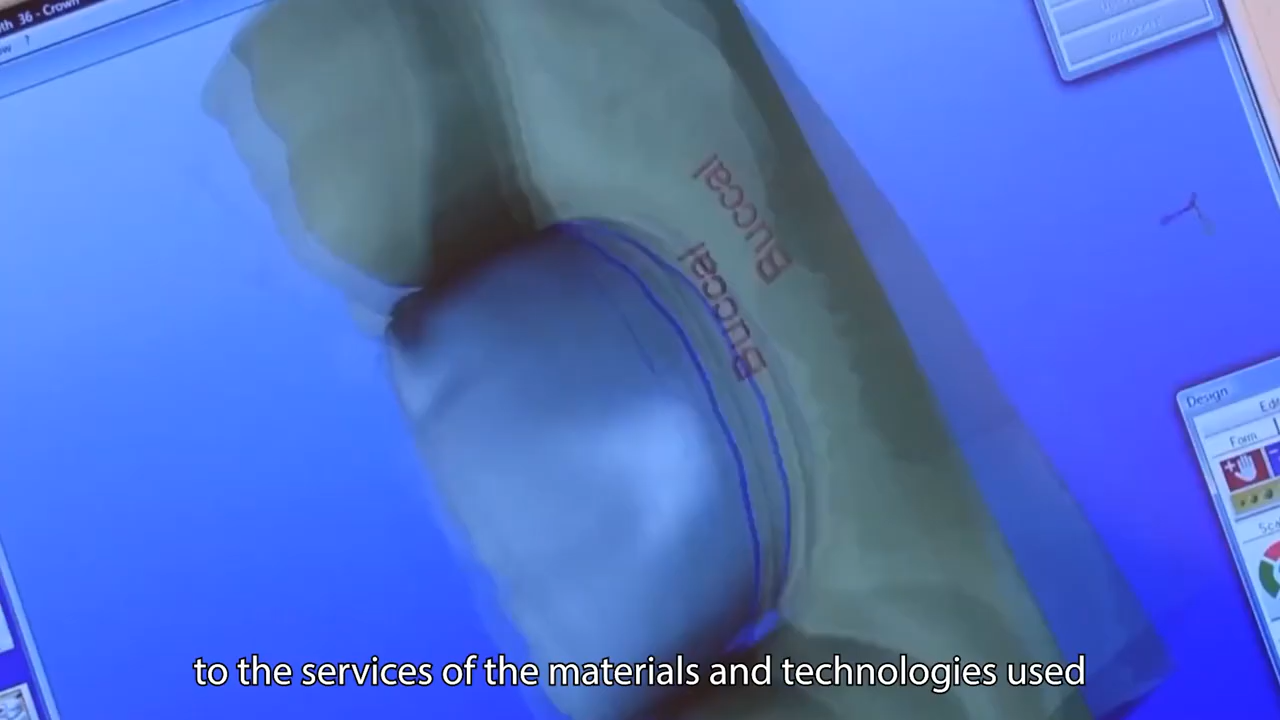 th 36 - Crown
?
Buccal
Buccal
Design
Form
to the services of the materials and technologies used